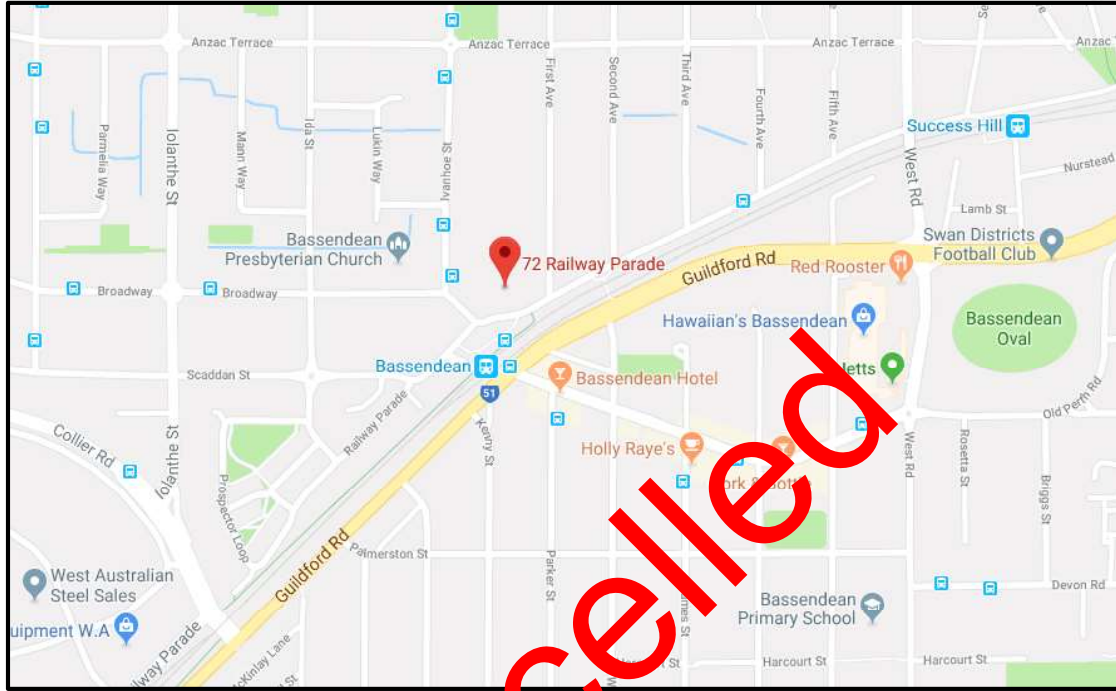 Anzac Terrace
Anzac Terrace
Anzac Terrace
Anzac
First Ave
Second Ave
Third Ave
Fourth Ave
Fifth Ave
Parmelia Way
Iolanthe St
Mann Way
Ida St
Lukin Way
Ivanhoe St
Success Hill
West Rd
Nurstead
Lamb St
Bassendean
Presbyterian Church
72 Railway Parade
Guildford Rd
Red Rooster
Swan Districts
Football Club
Broadway
Broadway
Hawaiian's Bassendean
Bassendean
Oval
Bassendean
Scaddan St
51
Bassendean Hotel
Railway Parade
Kenny St
Old Perth Rd
Collier Rd
Iolanthe St
Prospector Loop
Holly Raye's
West Rd
Rosetta St
Briggs St
Guildford Rd
Palmerston St
Parker St
West Australian
Steel Sales
Bassendean
Primary School
Devon Rd
uipment W.A
McKinlay Lane
Harcourt St
Harcourt St
celled